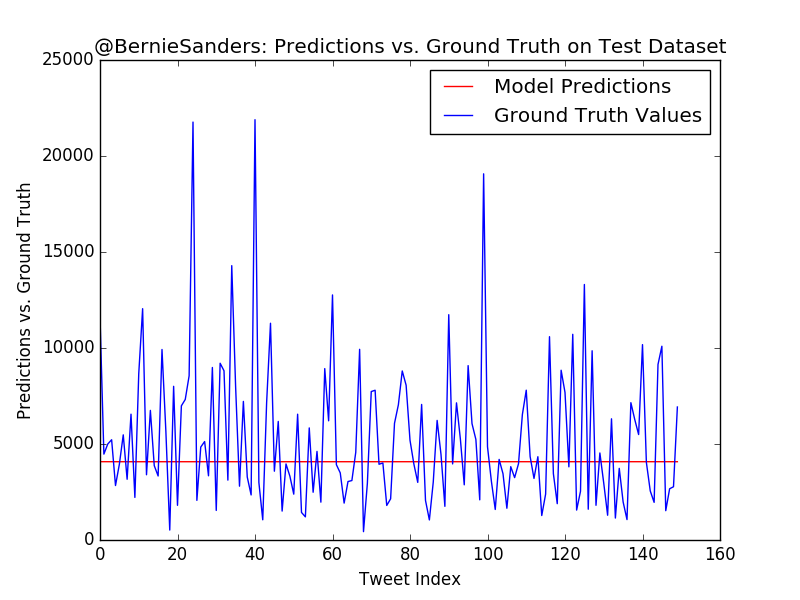 @BernieSanders: Predictions vs. Ground Truth on Test Dataset
Model Predictions
Ground Truth Values
Predictions vs. Ground Truth
25000
20000
15000
10000
5000
0
0 20 40 60 80 100 120 140 160
Tweet Index